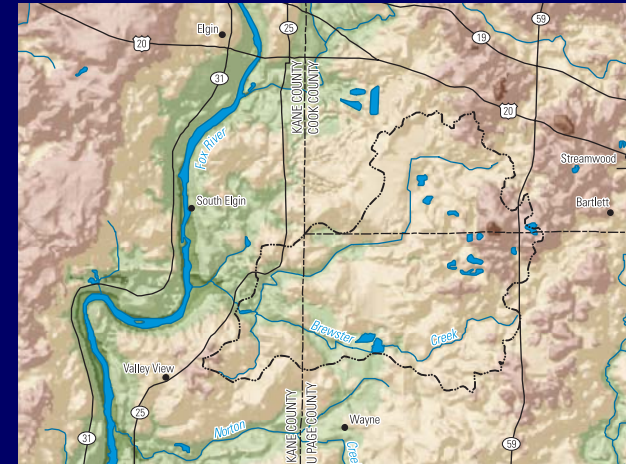 Elgin
25
59
20
19
31
KANE COUNTY
COOK COUNTY
20
Fox River
Streamwood
South Elgin
Bartlett
Brewster
Creek
Valley View
25
KANE COUNTY
U PAGE COUNTY
Wayne
Norton
Cree
31
59